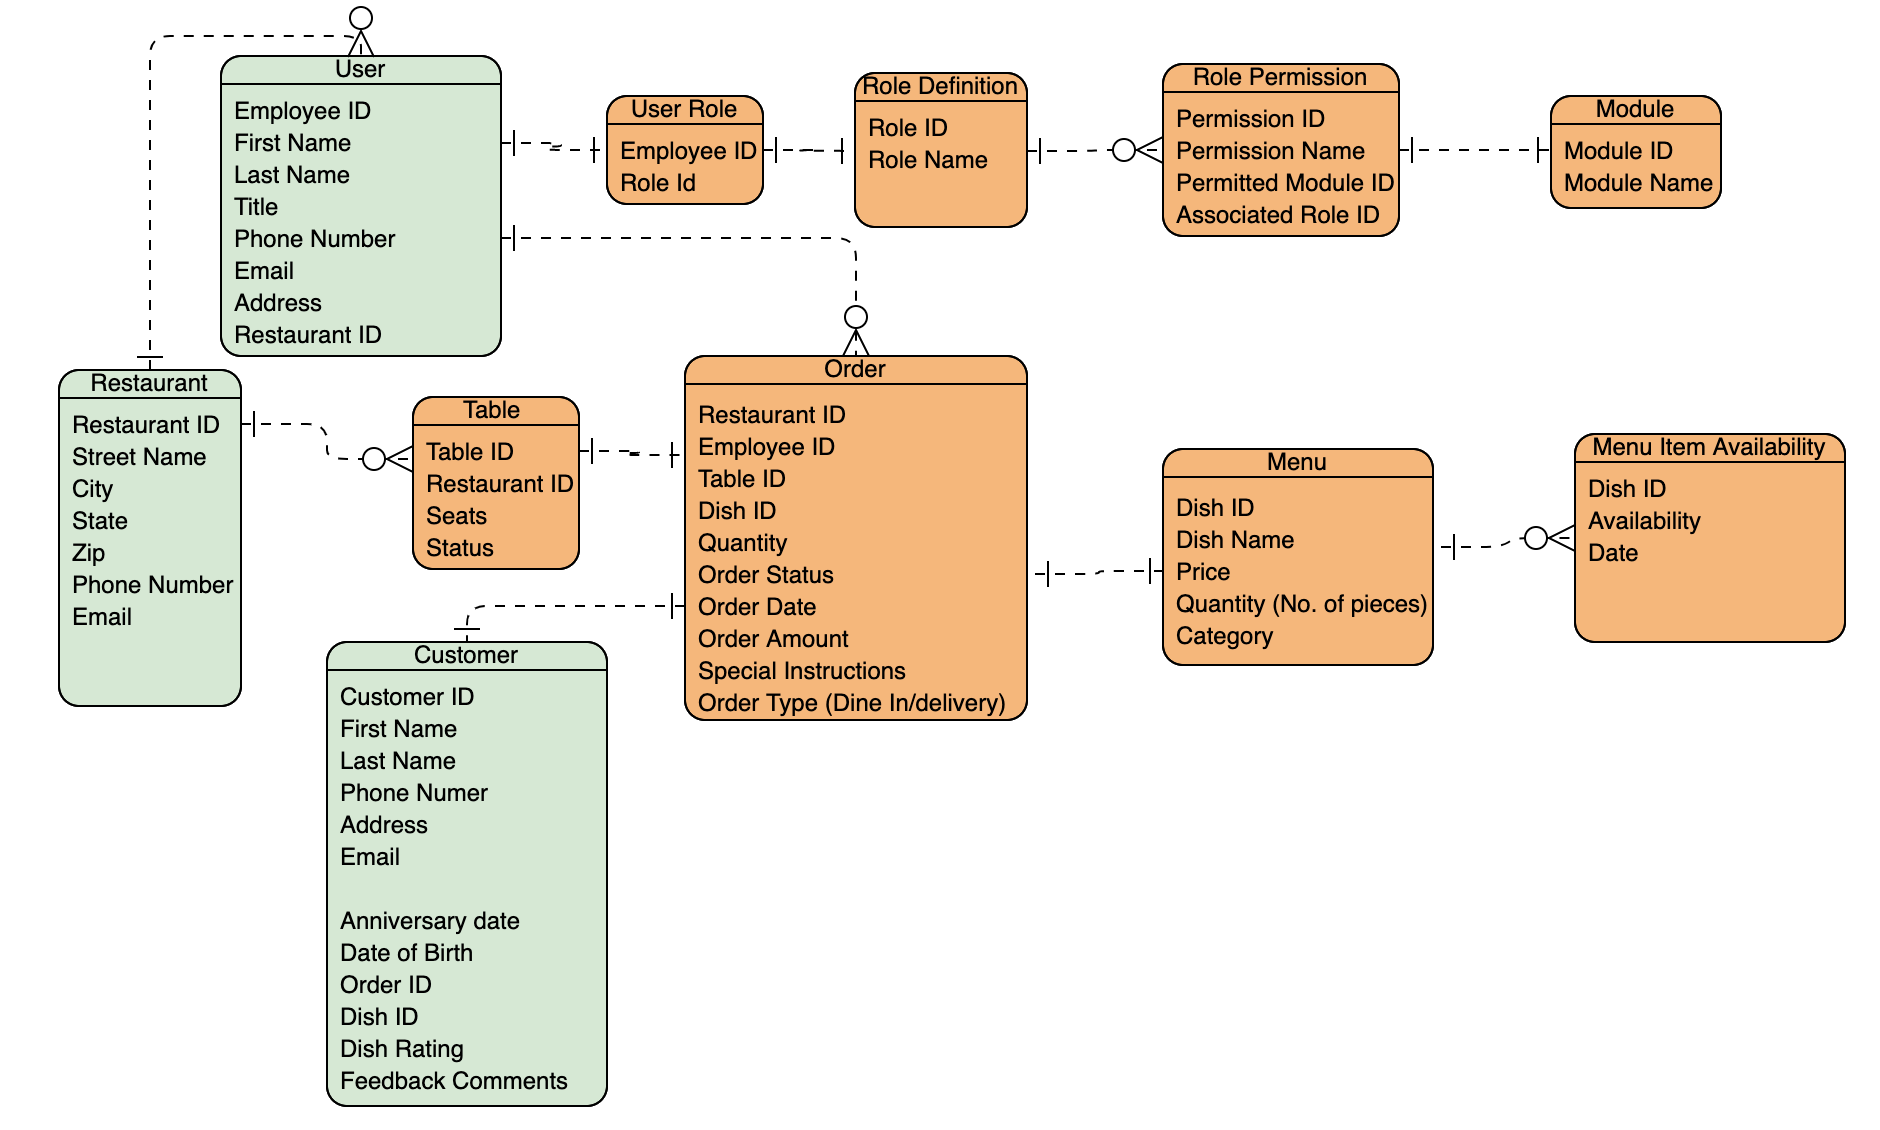 User
Employee ID
First Name
Last Name
Title
Phone Number
Email
Address
Restaurant ID
User Role
Employee ID
Role Id
Role Definition
Role ID
Role Name
Role Permission
Permission ID
Permission Name
Permitted Module ID
Associated Role ID
Module
Module ID
Module Name
Restaurant
Restaurant ID
Street Name
City
State
Zip
Phone Number
Email
Table
Table ID
Restaurant ID
Seats
Status
Order
Restaurant ID
Employee ID
Table ID
Dish ID
Quantity
Order Status
Order Date
Order Amount
Special Instructions
Order Type (Dine In/delivery)
Menu
Dish ID
Dish Name
Price
Quantity (No. of pieces)
Category
Menu Item Availability
Dish ID
Availability
Date
Customer
Customer ID
First Name
Last Name
Phone Numer
Address
Email
Anniversary date
Date of Birth
Order ID
Dish ID
Dish Rating
Feedback Comments